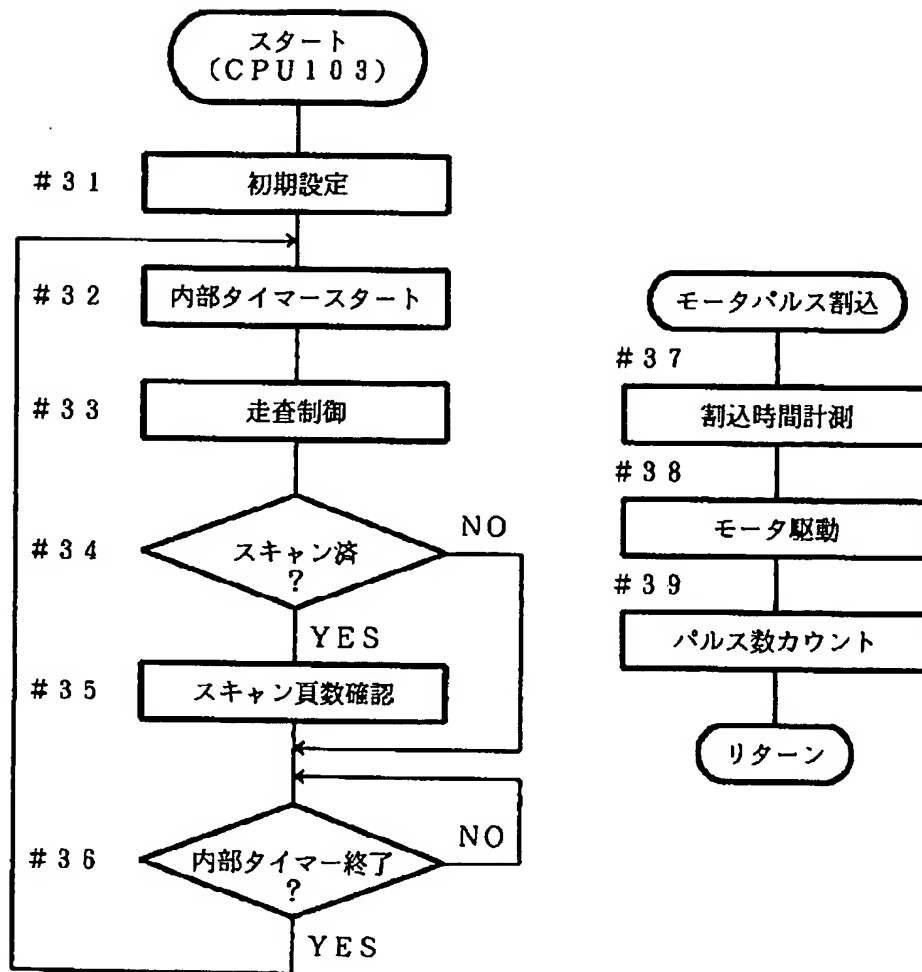 スタート
(CPU103)
#31
初期設定
#32
内部タイマースタート
#33
走査制御
#34
スキャン済
?
NO
YES
#35
スキャン頁数確認
#36
内部タイマー終了
?
NO
YES
モータパルス割込
#37
割込時間計測
#38
モータ駆動
#39
パルス数カウント
リターン